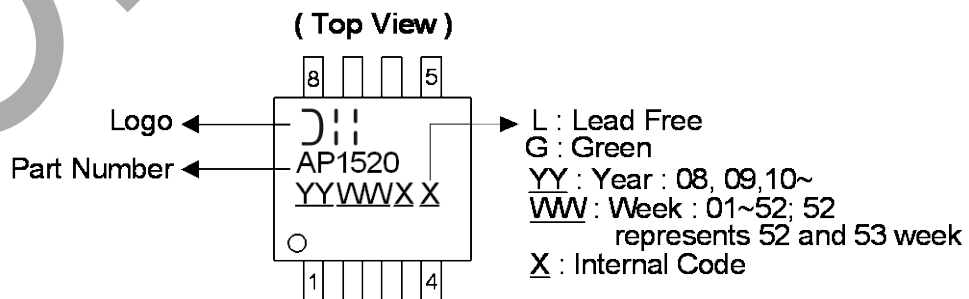 ( Top View )
8 5
Logo
Part Number
AP1520
YYWWX X
1 4
L : Lead Free
G : Green
YY : Year : 08, 09,10~
WW : Week : 01~52; 52
represents 52 and 53 week
X : Internal Code